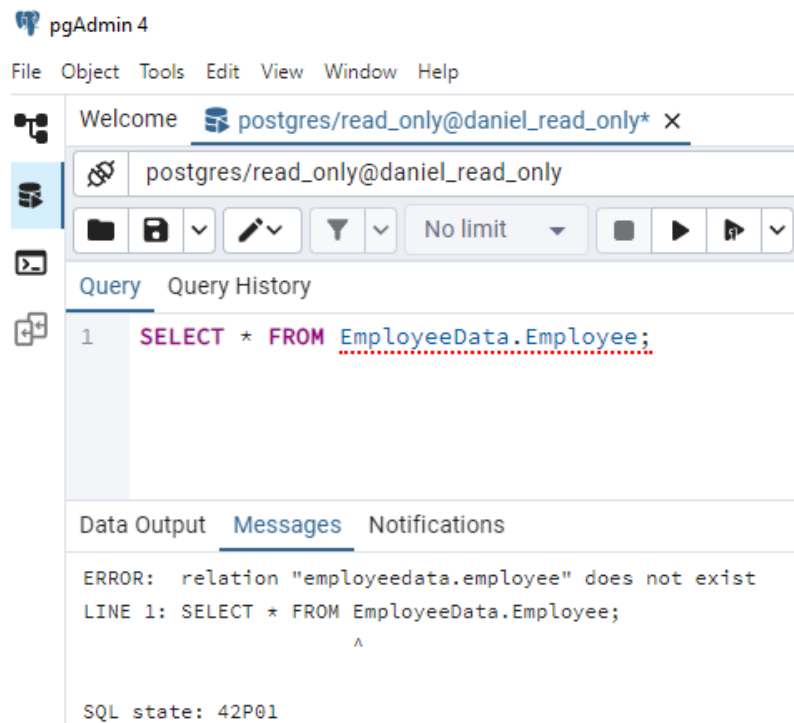 pgAdmin 4
File Object Tools Edit View Window Help
Welcome postgres/read_only@daniel_read_only*
postgres/read_only@daniel_read_only
No limit
Query Query History
1 SELECT * FROM EmployeeData.Employee;
Data Output Messages Notifications
ERROR:  relation "employeedata.employee" does not exist
LINE 1: SELECT * FROM EmployeeData.Employee;
^
SQL state: 42P01